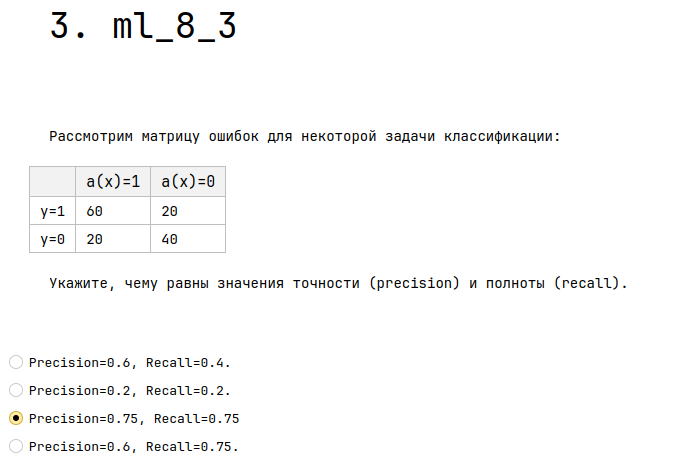 3. ml_8_3
Рассмотрим матрицу ошибок для некоторой задачи классификации:
a(x)=1 a(x)=0
y=1 60 20
y=0 20 40
Укажите, чему равны значения точности (precision) и полноты (recall).
Precision=0.6, Recall=0.4.
Precision=0.2, Recall=0.2.
Precision=0.75, Recall=0.75
Precision=0.6, Recall=0.75.